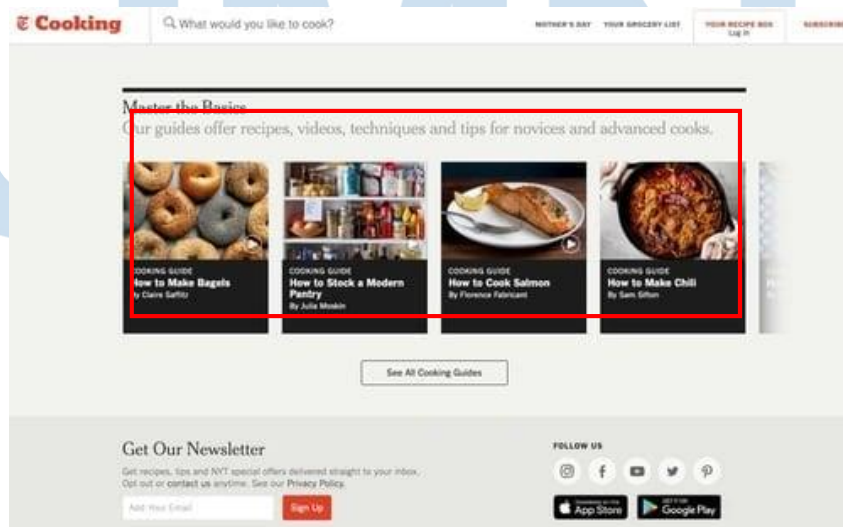 Cooking
What would you like to cook?
MOTHER'S DAY
YOUR GROCERY LIST
YOUR RECIPE BOX
Log In
Master the Basics
Our guides offer recipes, videos, techniques and tips for novices and advanced cooks.
COOKING GUIDE
How to Make Bagels
By Claire Saffitz
COOKING GUIDE
How to Stock a Modern
Pantry
By Julia Moskin
COOKING GUIDE
How to Cook Salmon
By Florence Fabricant
COOKING GUIDE
How to Make Chili
By Sam Sifton
See All Cooking Guides
Get Our Newsletter
Get recipes, tips and NYT special offers delivered straight to your inbox.
Opt out or contact us anytime. See our Privacy Policy.
Add Your Email
Sign Up
FOLLOW US
App Store
GET IT ON
Google Play